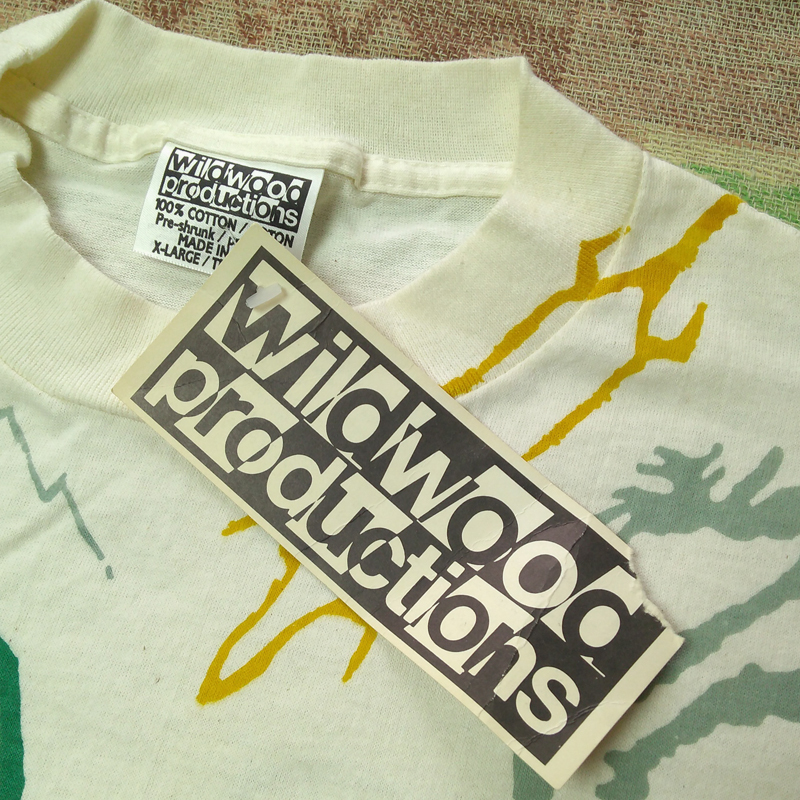 wildwood
productions
100% COTTON /
Pre-shrunk /
MADE IN
X-LARGE /
wildwood
productions